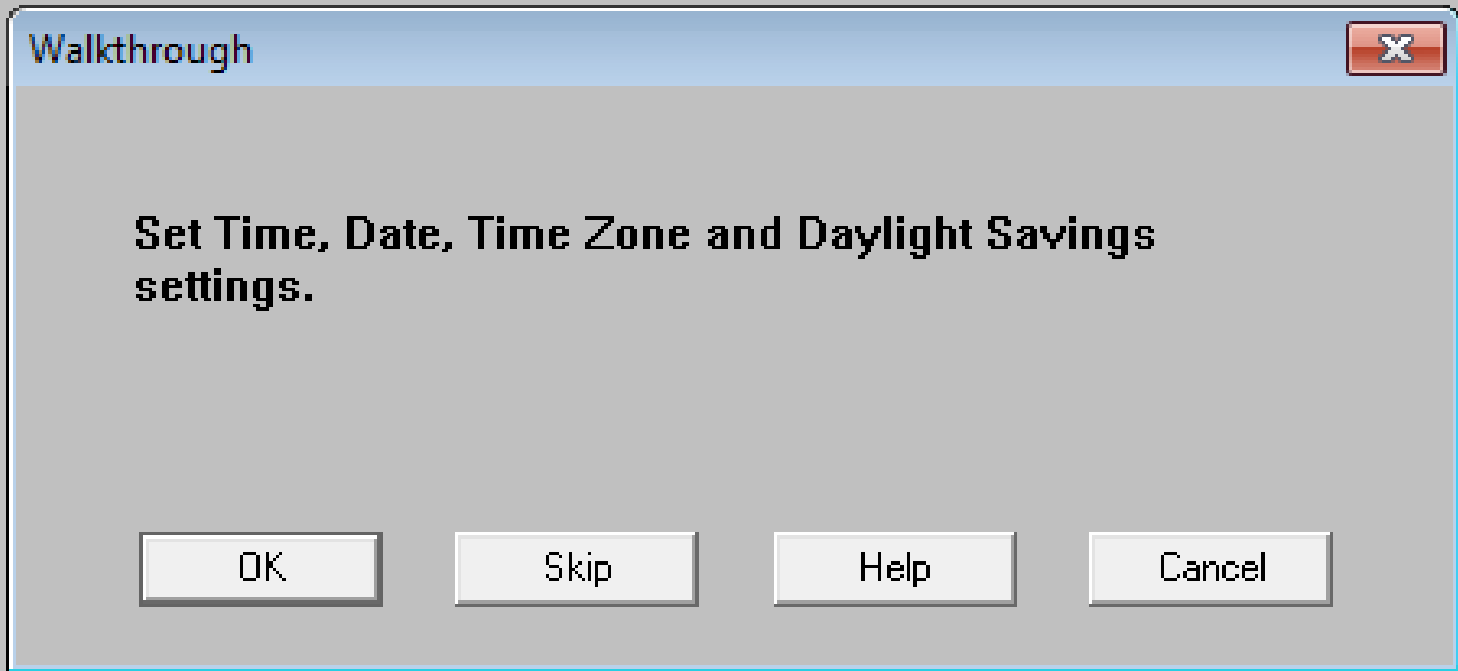 Walkthrough
Set Time, Date, Time Zone and Daylight Savings
settings.
OK Skip Help Cancel